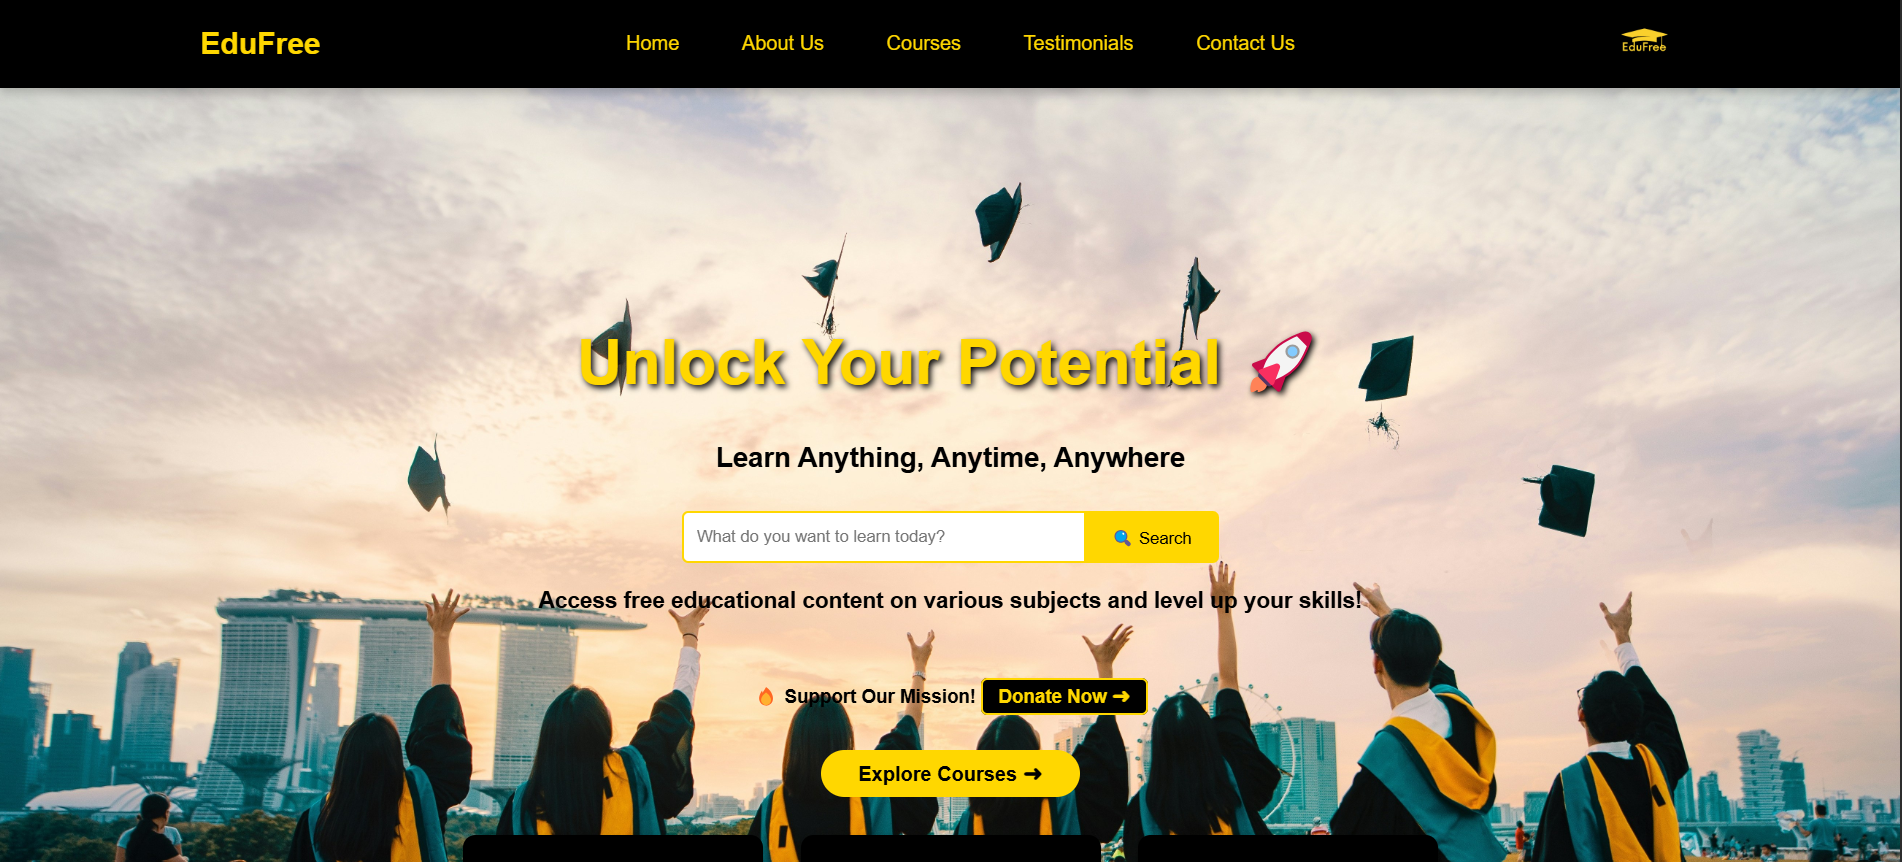 EduFree
Home
About Us
Courses
Testimonials
Contact Us
EduFree
Unlock Your Potential 🚀
Learn Anything, Anytime, Anywhere
What do you want to learn today?
🔍 Search
Access free educational content on various subjects and level up your skills!
🔥 Support Our Mission! Donate Now ➜
Explore Courses ➜